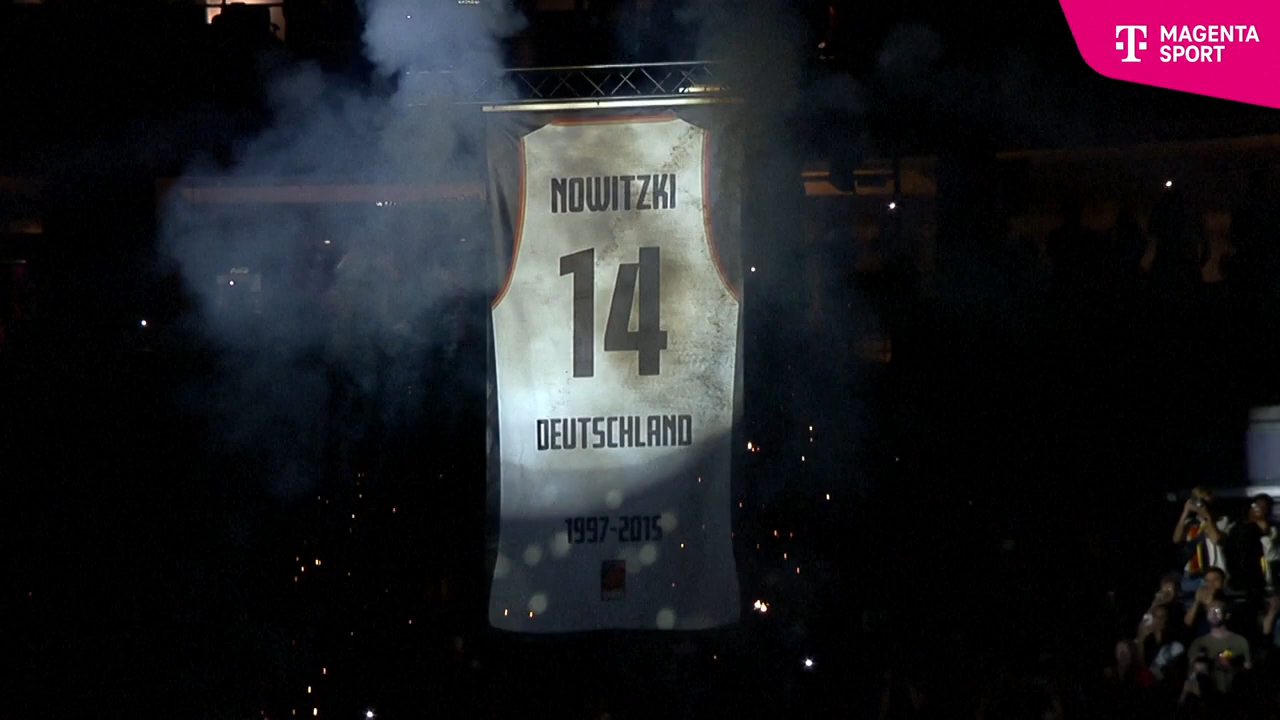 MAGENTA
SPORT
NOWITZKI
14
DEUTSCHLAND
1997-2015